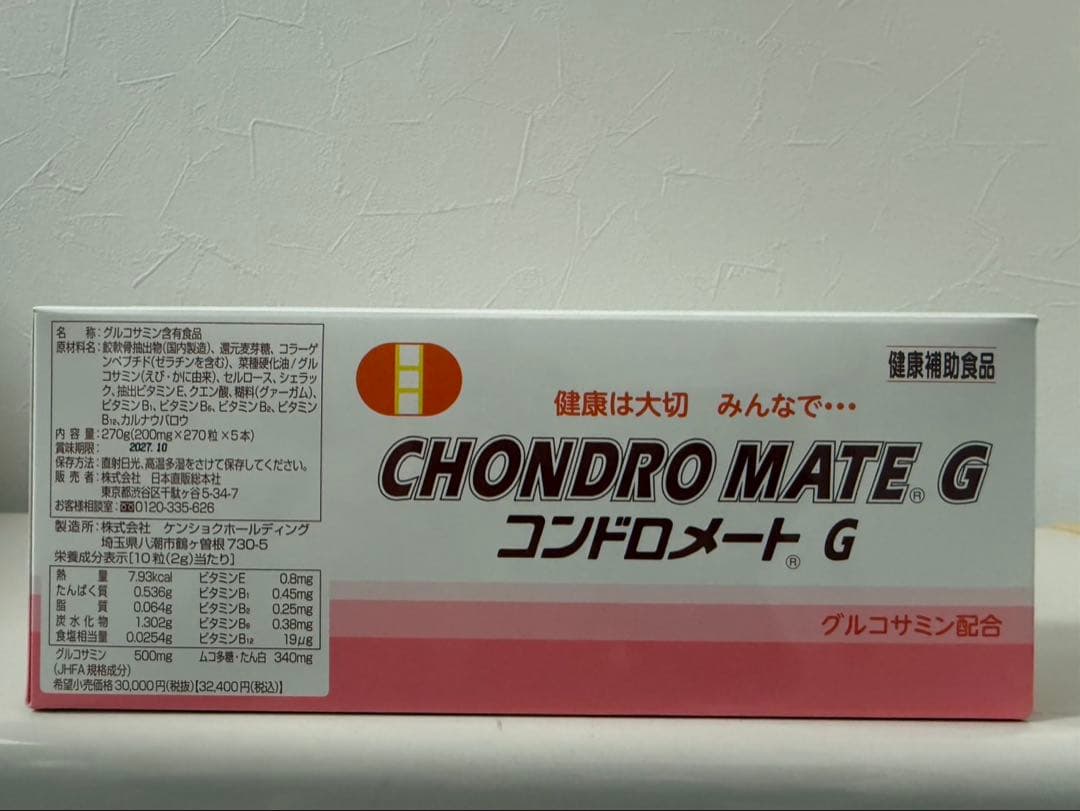 名　称：グルコサミン含有食品
原材料名：鮫軟骨抽出物(国内製造)、還元麦芽糖、コラーゲ
ンペプチド(ゼラチンを含む)、菜種硬化油/グル
コサミン(えび・かに由来)、セルロース、シェラッ
ク、抽出ビタミンE、クエン酸、糊料(グァーガム)、
ビタミンB₁、ビタミンB₆、ビタミンB₂、ビタミン
B₁₂、カルナウバロウ
内容量：270g(200mg×270粒×5本)
賞味期限：2027.10
保存方法：直射日光、高温多湿をさけて保存してください。
販売者：株式会社　日本直販総本社
東京都渋谷区千駄ヶ谷5-34-7
お客様相談室：0120-335-626
製造所：株式会社　ケンショクホールディング
埼玉県八潮市鶴ヶ曽根730-5
栄養成分表示[10粒(2g)当たり]
熱量 7.93kcal ビタミンE 0.8mg
たんぱく質 0.536g ビタミンB₁ 0.45mg
脂質 0.064g ビタミンB₂ 0.25mg
炭水化物 1.302g ビタミンB₆ 0.38mg
食塩相当量 0.0254g ビタミンB₁₂ 19μg
グルコサミン 500mg ムコ多糖・たん白 340mg
(JHFA規格成分)
希望小売価格30,000円(税抜)【32,400円(税込)】
健康補助食品
健康は大切　みんなで…
CHONDRO MATE® G
コンドロメート® G
グルコサミン配合